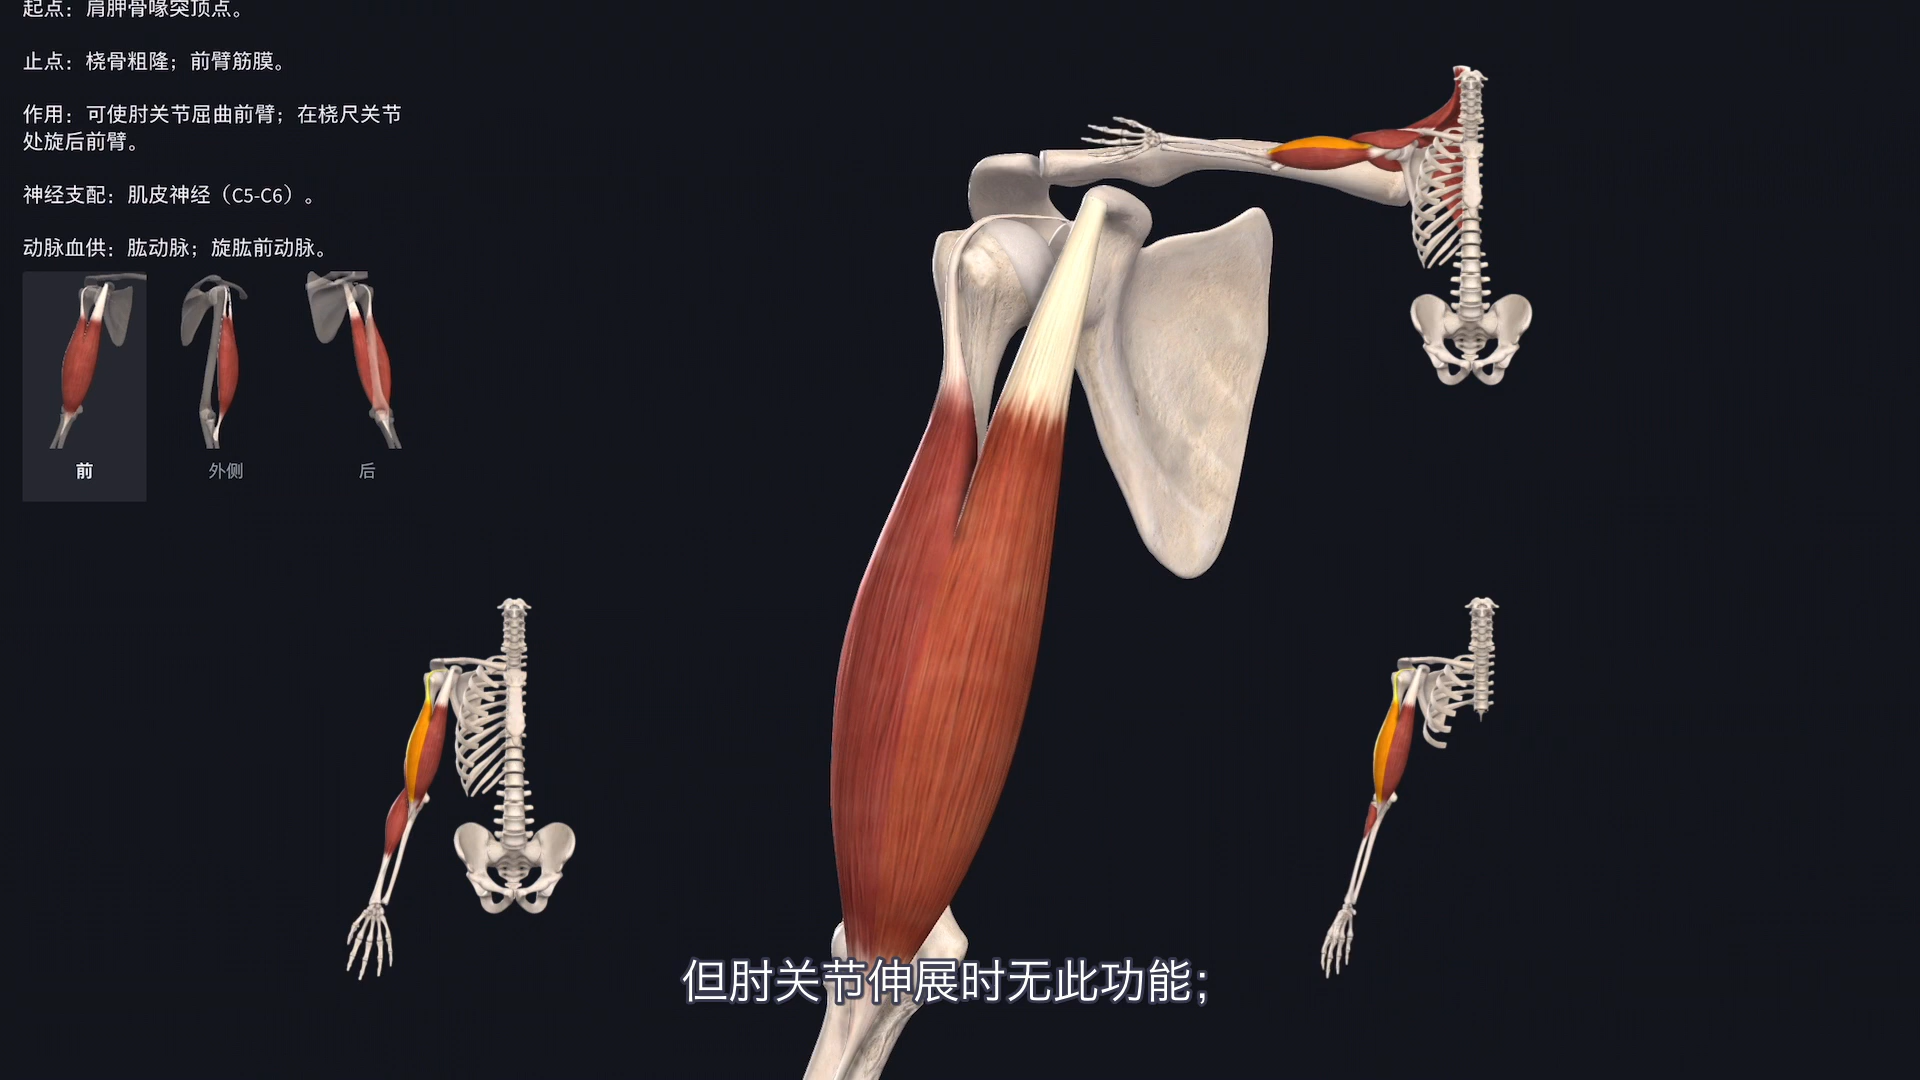 起点：肩胛骨喙突顶点。
止点：桡骨粗隆；前臂筋膜。
作用：可使肘关节屈曲前臂；在桡尺关节
处旋后前臂。
神经支配：肌皮神经（C5-C6）。
动脉血供：肱动脉；旋肱前动脉。
前
外侧
后
但肘关节伸展时无此功能；